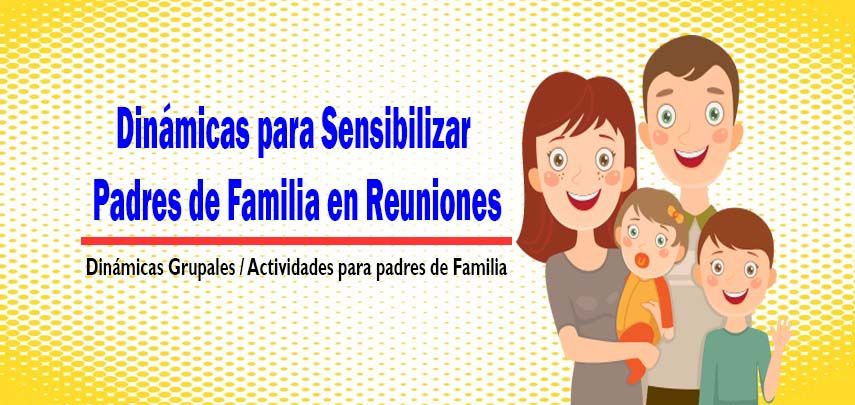 Dinámicas para Sensibilizar
Padres de Familia en Reuniones
Dinámicas Grupales / Actividades para padres de Familia